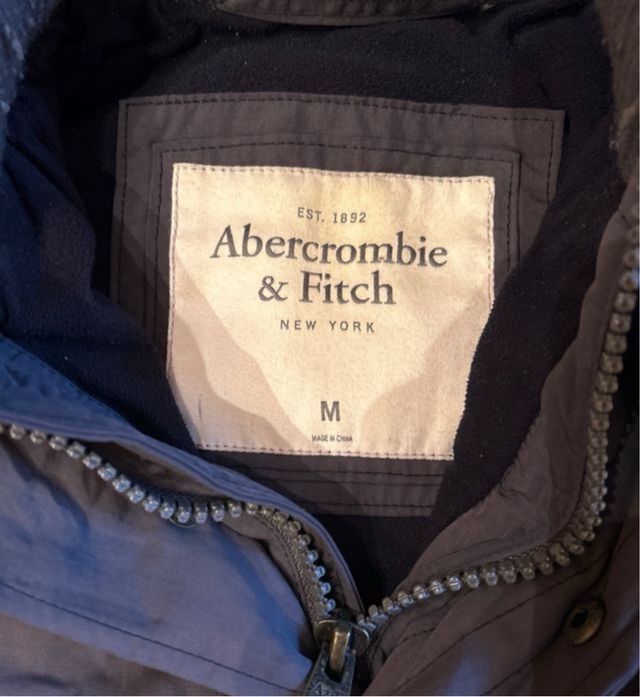 EST. 1892
Abercrombie
& Fitch
NEW YORK
M
MADE IN CHINA